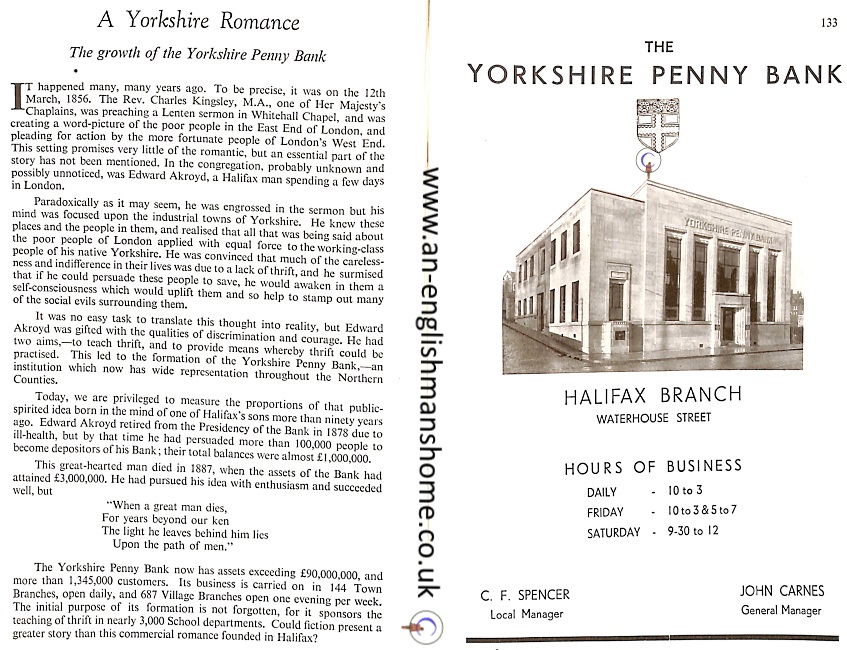 A Yorkshire Romance
The growth of the Yorkshire Penny Bank
IT happened many, many years ago. To be precise, it was on the 12th
March, 1856. The Rev. Charles Kingsley, M.A., one of Her Majesty's
Chaplains, was preaching a Lenten sermon in Whitehall Chapel, and was
creating a word-picture of the poor people in the East End of London, and
pleading for action by the more fortunate people of London's West End.
This setting promises very little of the romantic, but an essential part of the
story has not been mentioned. In the congregation, probably unknown and
possibly unnoticed, was Edward Akroyd, a Halifax man spending a few days
in London.
Paradoxically as it may seem, he was engrossed in the sermon but his
mind was focused upon the industrial towns of Yorkshire. He knew these
places and the people in them, and realised that all that was being said about
the poor people of London applied with equal force to the working-class
people of his native Yorkshire. He was convinced that much of the careless-
ness and indifference in their lives was due to a lack of thrift, and he surmised
that if he could persuade these people to save, he would awaken in them a
self-consciousness which would uplift them and so help to stamp out many
of the social evils surrounding them.
It was no easy task to translate this thought into reality, but Edward
Akroyd was gifted with the qualities of discrimination and courage. He had
two aims,—to teach thrift, and to provide means whereby thrift could be
practised. This led to the formation of the Yorkshire Penny Bank,—an
institution which now has wide representation throughout the Northern
Counties.
Today, we are privileged to measure the proportions of that public-
spirited idea born in the mind of one of Halifax's sons more than ninety years
ago. Edward Akroyd retired from the Presidency of the Bank in 1878 due to
ill-health, but by that time he had persuaded more than 100,000 people to
become depositors of his Bank; their total balances were almost £1,000,000.
This great-hearted man died in 1887, when the assets of the Bank had
attained £3,000,000. He had pursued his idea with enthusiasm and succeeded
well, but
"When a great man dies,
For years beyond our ken
The light he leaves behind him lies
Upon the path of men."
The Yorkshire Penny Bank now has assets exceeding £90,000,000, and
more than 1,345,000 customers. Its business is carried on in 144 Town
Branches, open daily, and 687 Village Branches open one evening per week.
The initial purpose of its formation is not forgotten, for it sponsors the
teaching of thrift in nearly 3,000 School departments. Could fiction present a
greater story than this commercial romance founded in Halifax?
www.an-englishmanshome.co.uk
133
THE
YORKSHIRE PENNY BANK
YORKSHIRE PENNY BANK
HALIFAX BRANCH
WATERHOUSE STREET
HOURS OF BUSINESS
DAILY - 10 to 3
FRIDAY - 10 to 3 & 5 to 7
SATURDAY - 9-30 to 12
C. F. SPENCER
Local Manager
JOHN CARNES
General Manager